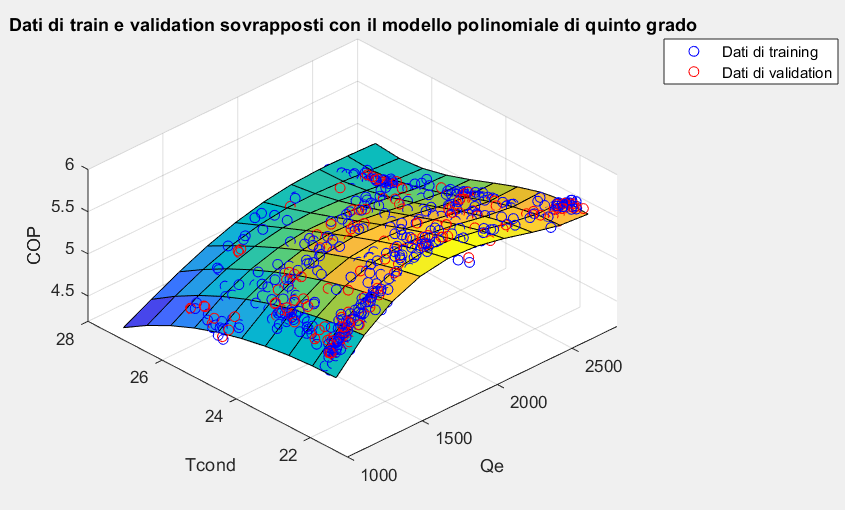 Dati di train e validation sovrapposti con il modello polinomiale di quinto grado
Dati di training
Dati di validation
6
5.5
5
4.5
COP
28
26
24
22
Tcond
1000
1500
2000
2500
Qe